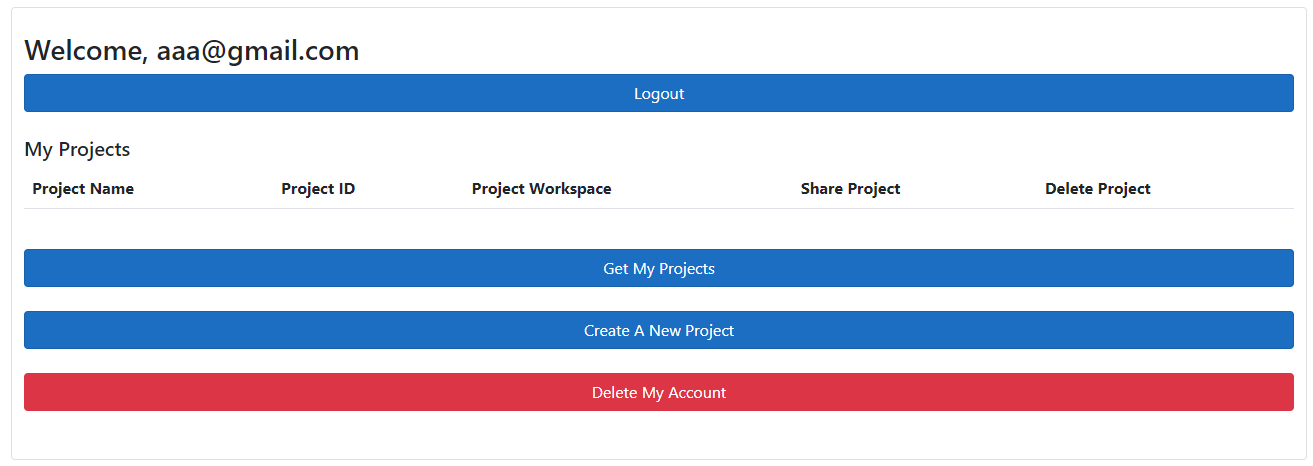 Welcome, aaa@gmail.com
Logout
My Projects
Project Name Project ID Project Workspace Share Project Delete Project
Get My Projects
Create A New Project
Delete My Account